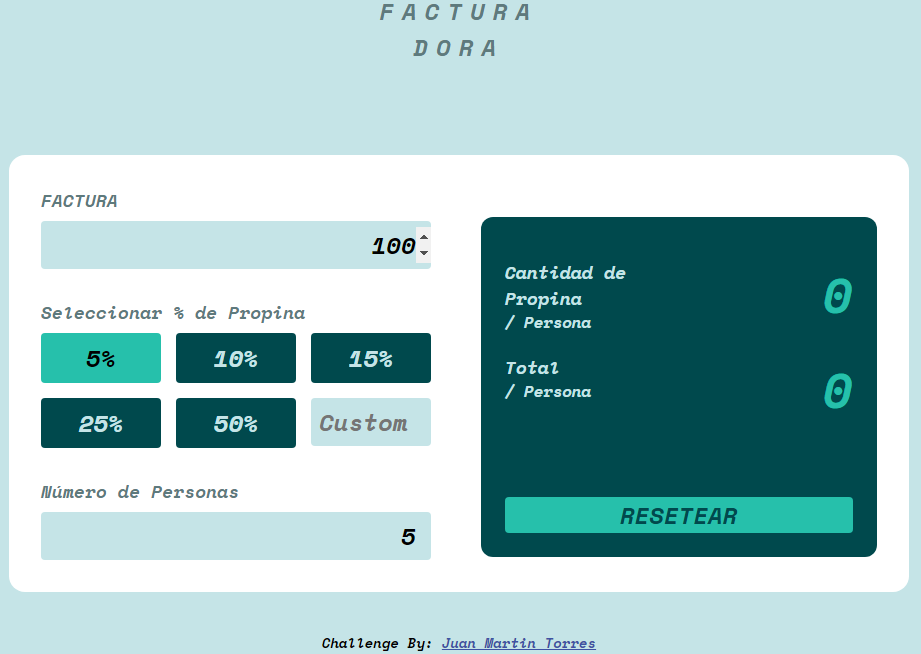 FACTURA
DORA
FACTURA
100
Seleccionar % de Propina
5%
10%
15%
25%
50%
Custom
Número de Personas
5
Cantidad de
Propina
/ Persona
0
Total
/ Persona
0
RESETEAR
Challenge By: Juan Martin Torres